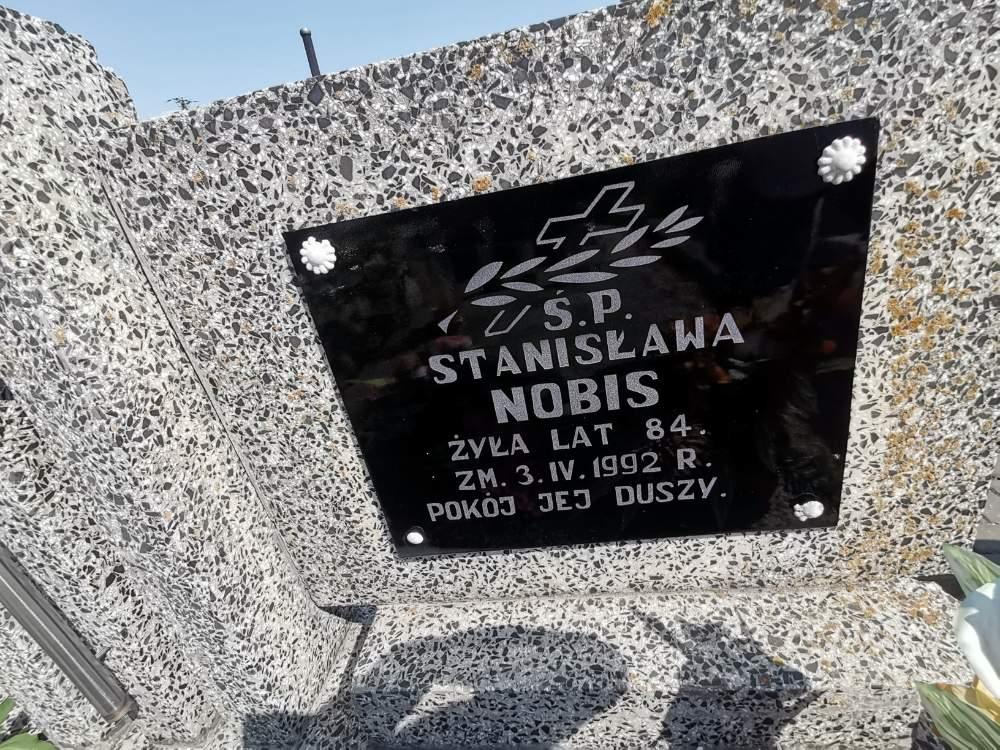 Ś.P.
STANISŁAWA
NOBIS
ŻYŁA LAT 84.
ZM. 3. IV. 1992 R.
POKÓJ JEJ DUSZY.